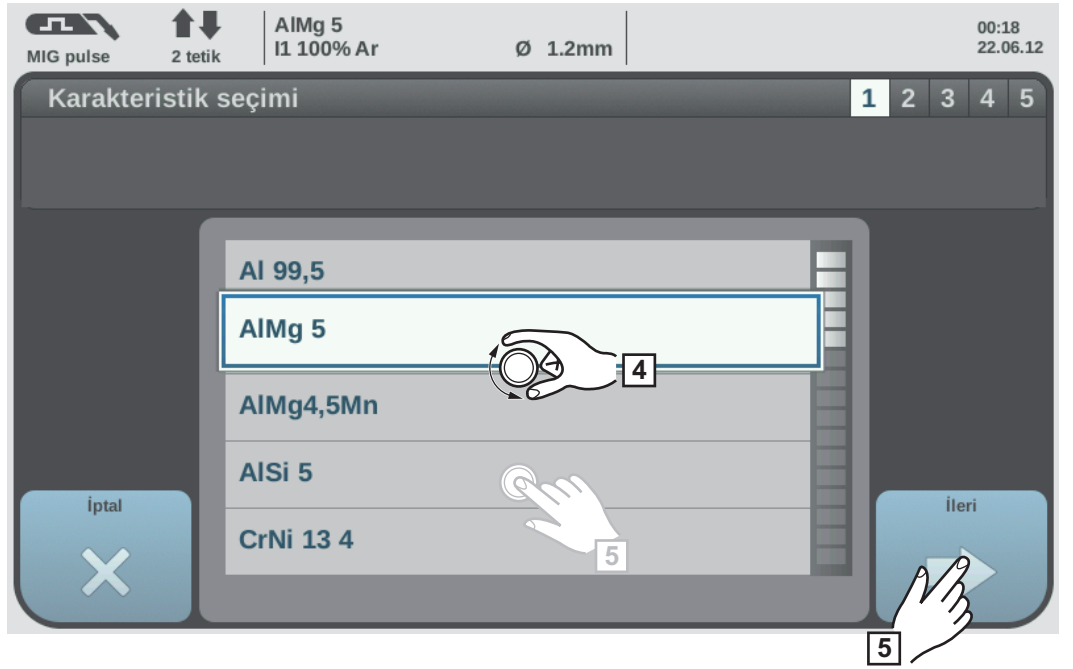 MIG pulse
2 tetik
AlMg 5
I1 100% Ar
Ø 1.2mm
00:18
22.06.12
Karakteristik seçimi
1 2 3 4 5
Al 99,5
AlMg 5
4
AlMg4,5Mn
AlSi 5
5
CrNi 13 4
İptal
İleri
5